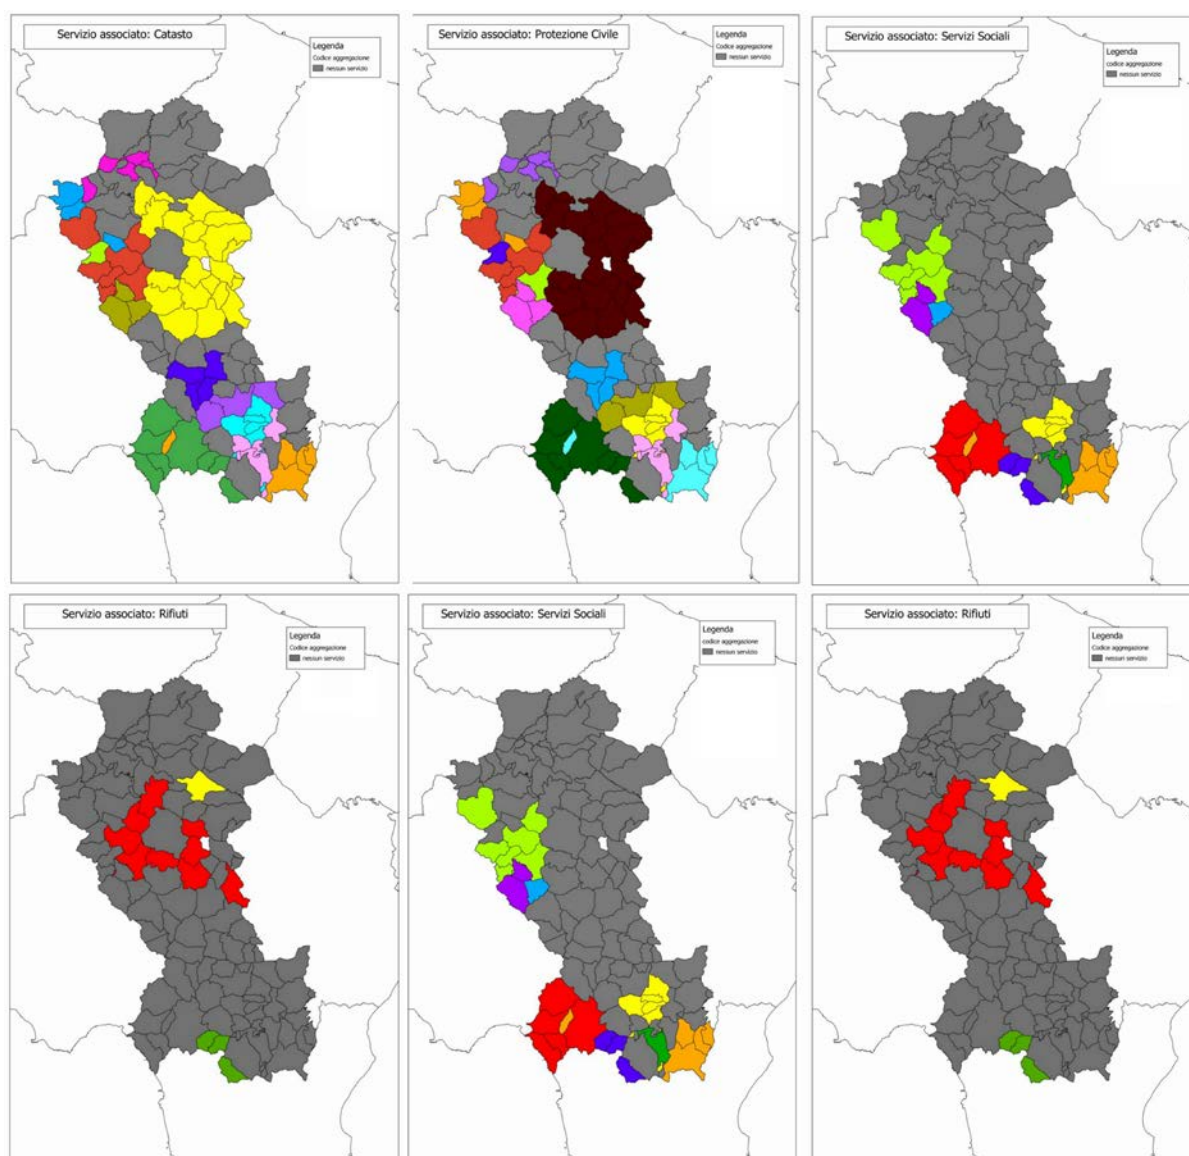 Servizio associato: Catasto
Legenda
Codice aggregazione
nessun servizio
Servizio associato: Protezione Civile
Legenda
Codice aggregazione
nessun servizio
Servizio associato: Servizi Sociali
Legenda
Codice aggregazione
nessun servizio
Servizio associato: Rifiuti
Legenda
Codice aggregazione
nessun servizio
Servizio associato: Servizi Sociali
Legenda
codice aggregazione
nessun servizio
Servizio associato: Rifiuti
Legenda
Codice aggregazione
nessun servizio